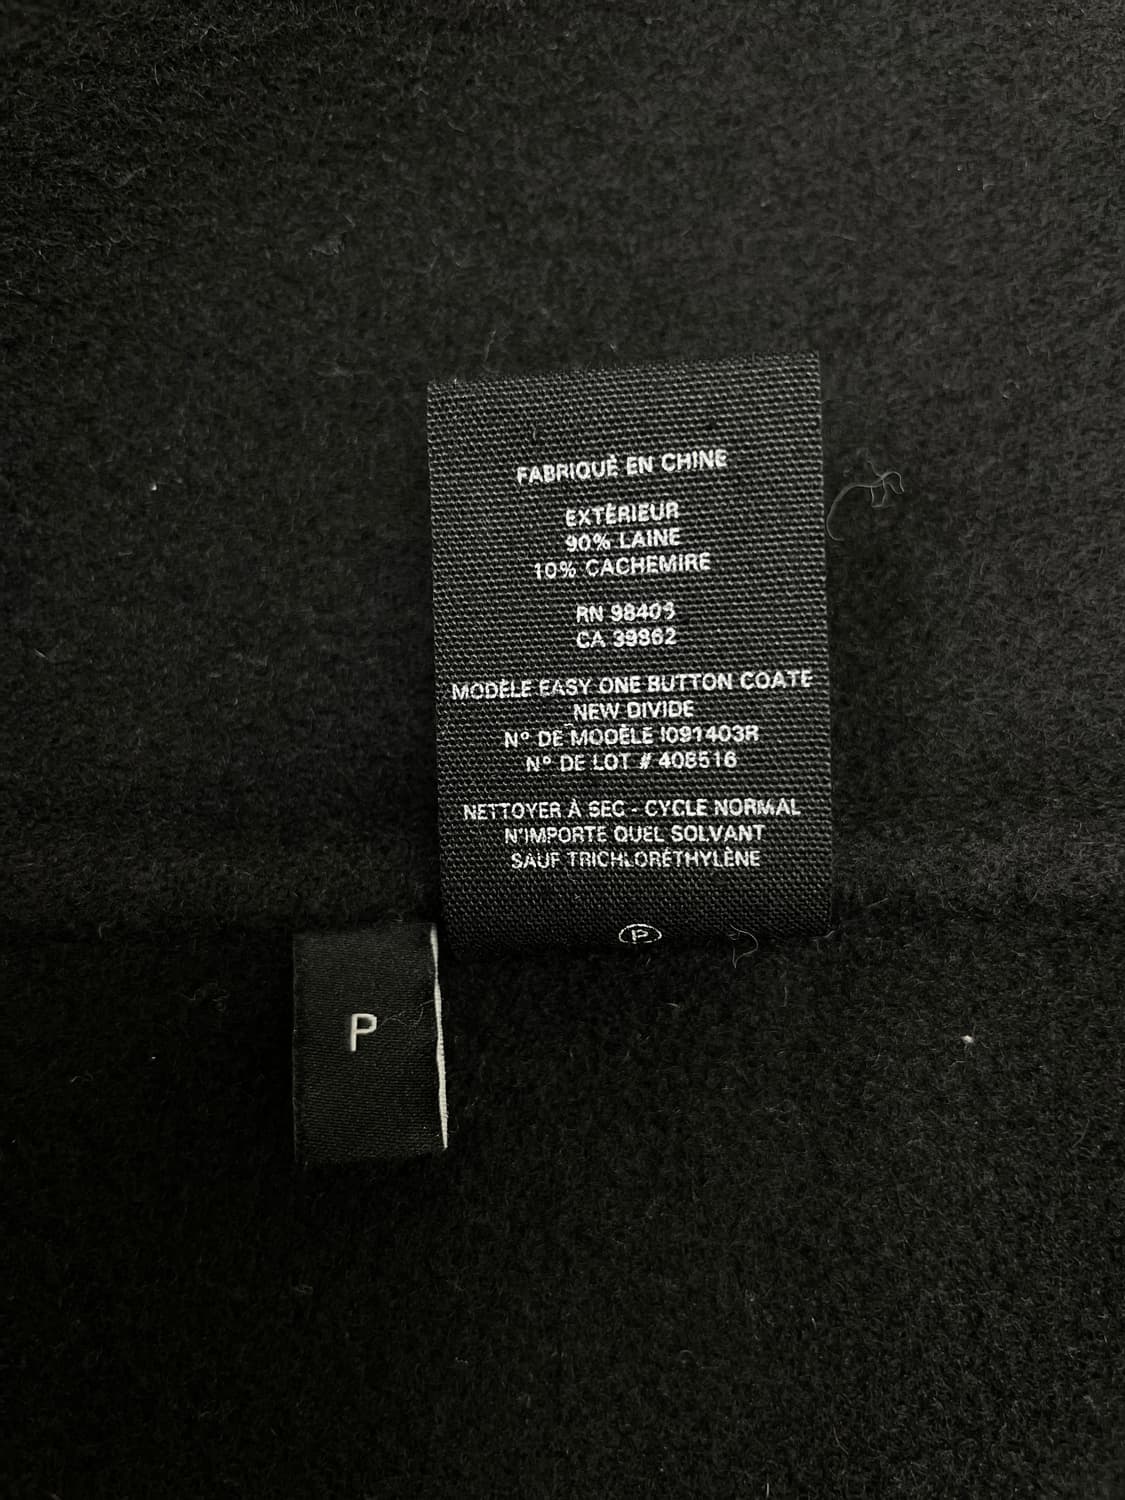 FABRIQUÉ EN CHINE
EXTÉRIEUR
90% LAINE
10% CACHEMIRE
RN
CA 39862
MODÈLE EASY ONE BUTTON COATE
NEW DIVIDE
N° DE MODÈLE I091403R
N° DE LOT # 408516
NETTOYER À SEC - CYCLE NORMAL
N'IMPORTE QUEL SOLVANT
SAUF TRICHLORÉTHYLÈNE
P
P